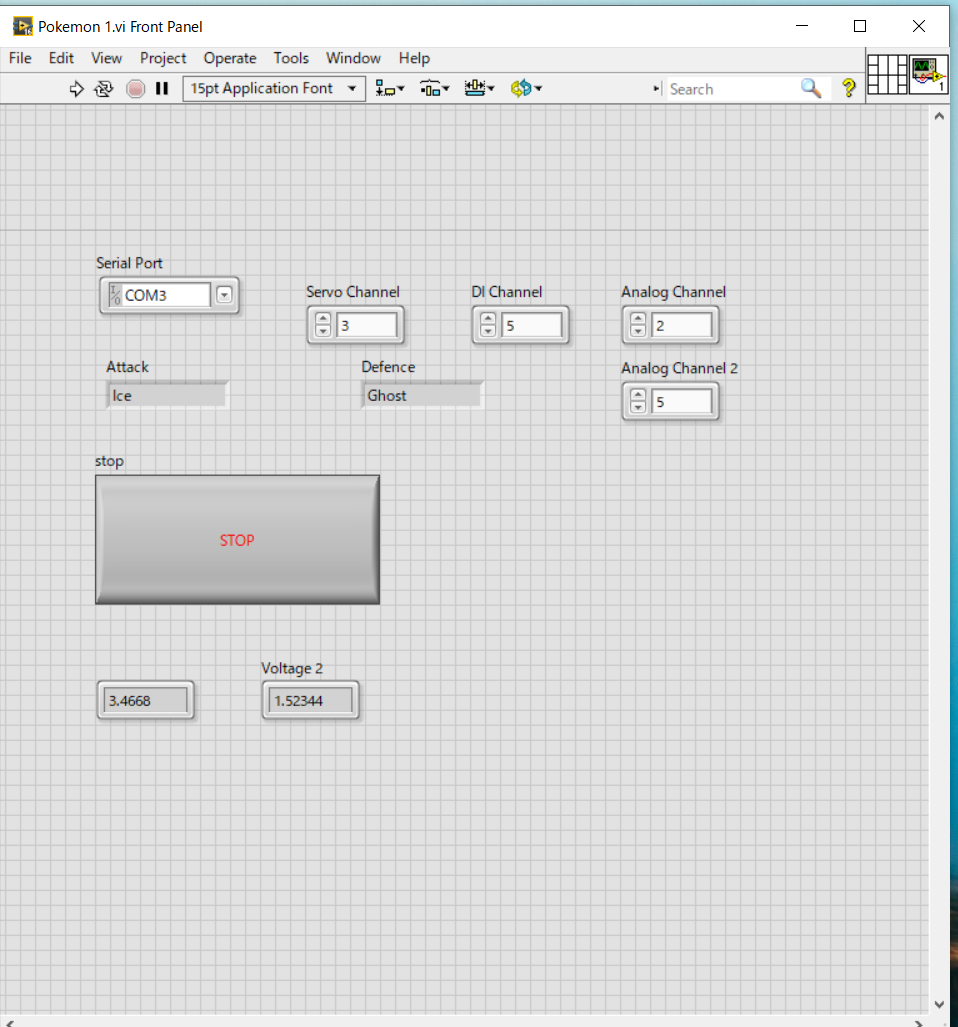 Pokemon 1.vi Front Panel
File Edit View Project Operate Tools Window Help
15pt Application Font
Search
?
1
Serial Port
COM3
Servo Channel
3
DI Channel
5
Analog Channel
2
Attack
Ice
Defence
Ghost
Analog Channel 2
5
stop
STOP
3.4668
Voltage 2
1.52344